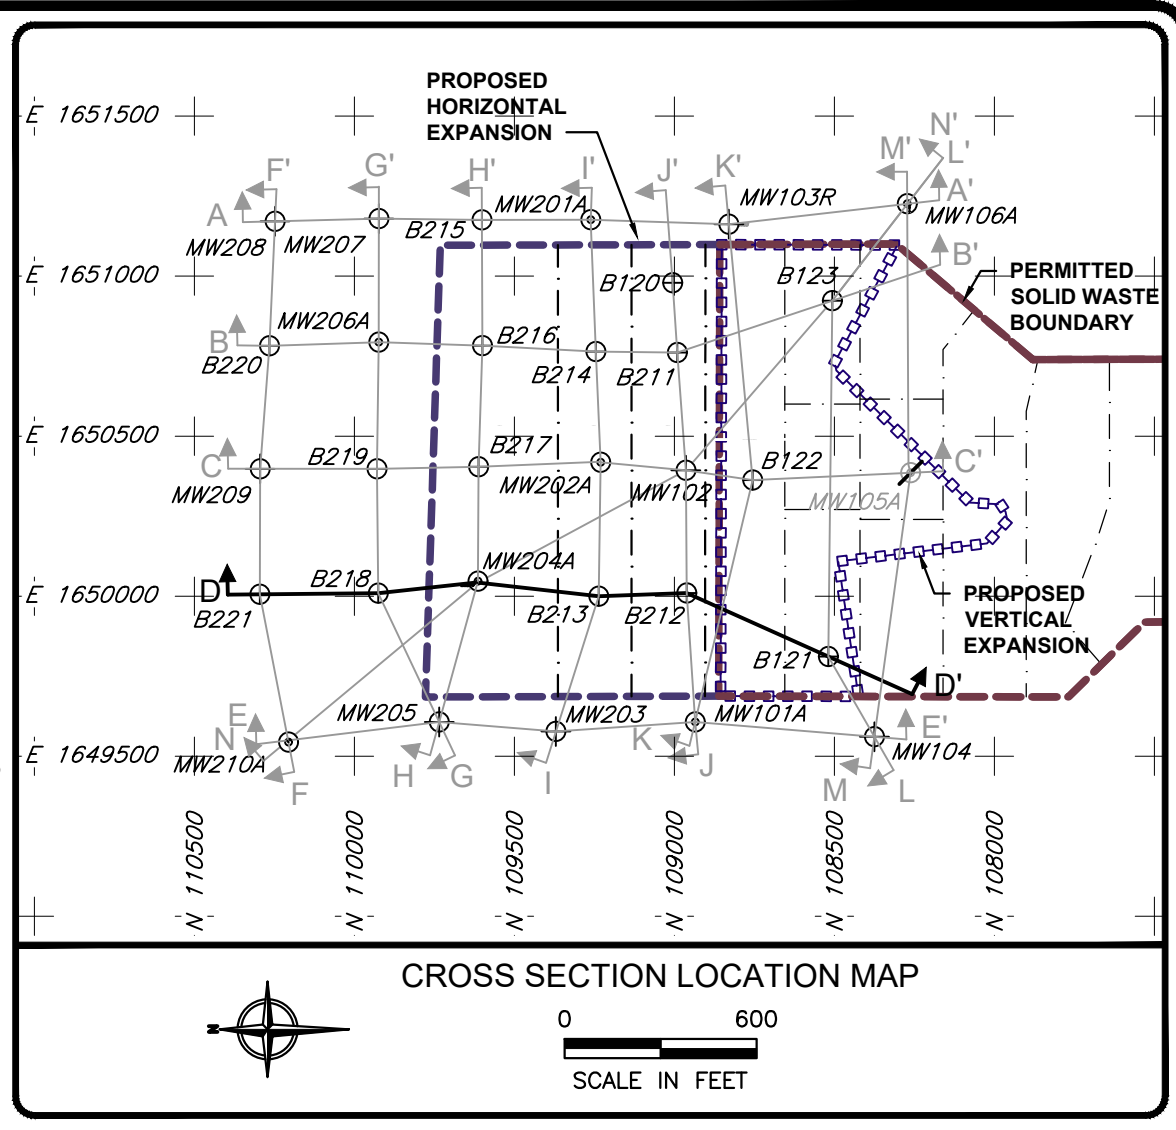 PROPOSED
HORIZONTAL
EXPANSION
E 1651500
N'
M'
L'
F'
G'
H'
I'
J'
K'
A'
A
MW208
MW207
B215
MW201A
MW103R
MW106A
B'
E 1651000
B120
B123
PERMITTED
SOLID WASTE
BOUNDARY
MW206A
B
B220
B216
B214
B211
E 1650500
B217
C
MW209
B219
MW202A
MW102
B122
C'
MW105A
MW204A
D
B218
E 1650000
B221
B213
B212
PROPOSED
VERTICAL
EXPANSION
B121
D'
E
N
MW205
MW203
MW101A
E'
MW104
E 1649500
MW210A
F
H
G
I
K
J
M
L
N 110500
N 110000
N 109500
N 109000
N 108500
N 108000
CROSS SECTION LOCATION MAP
N
0 600
SCALE IN FEET